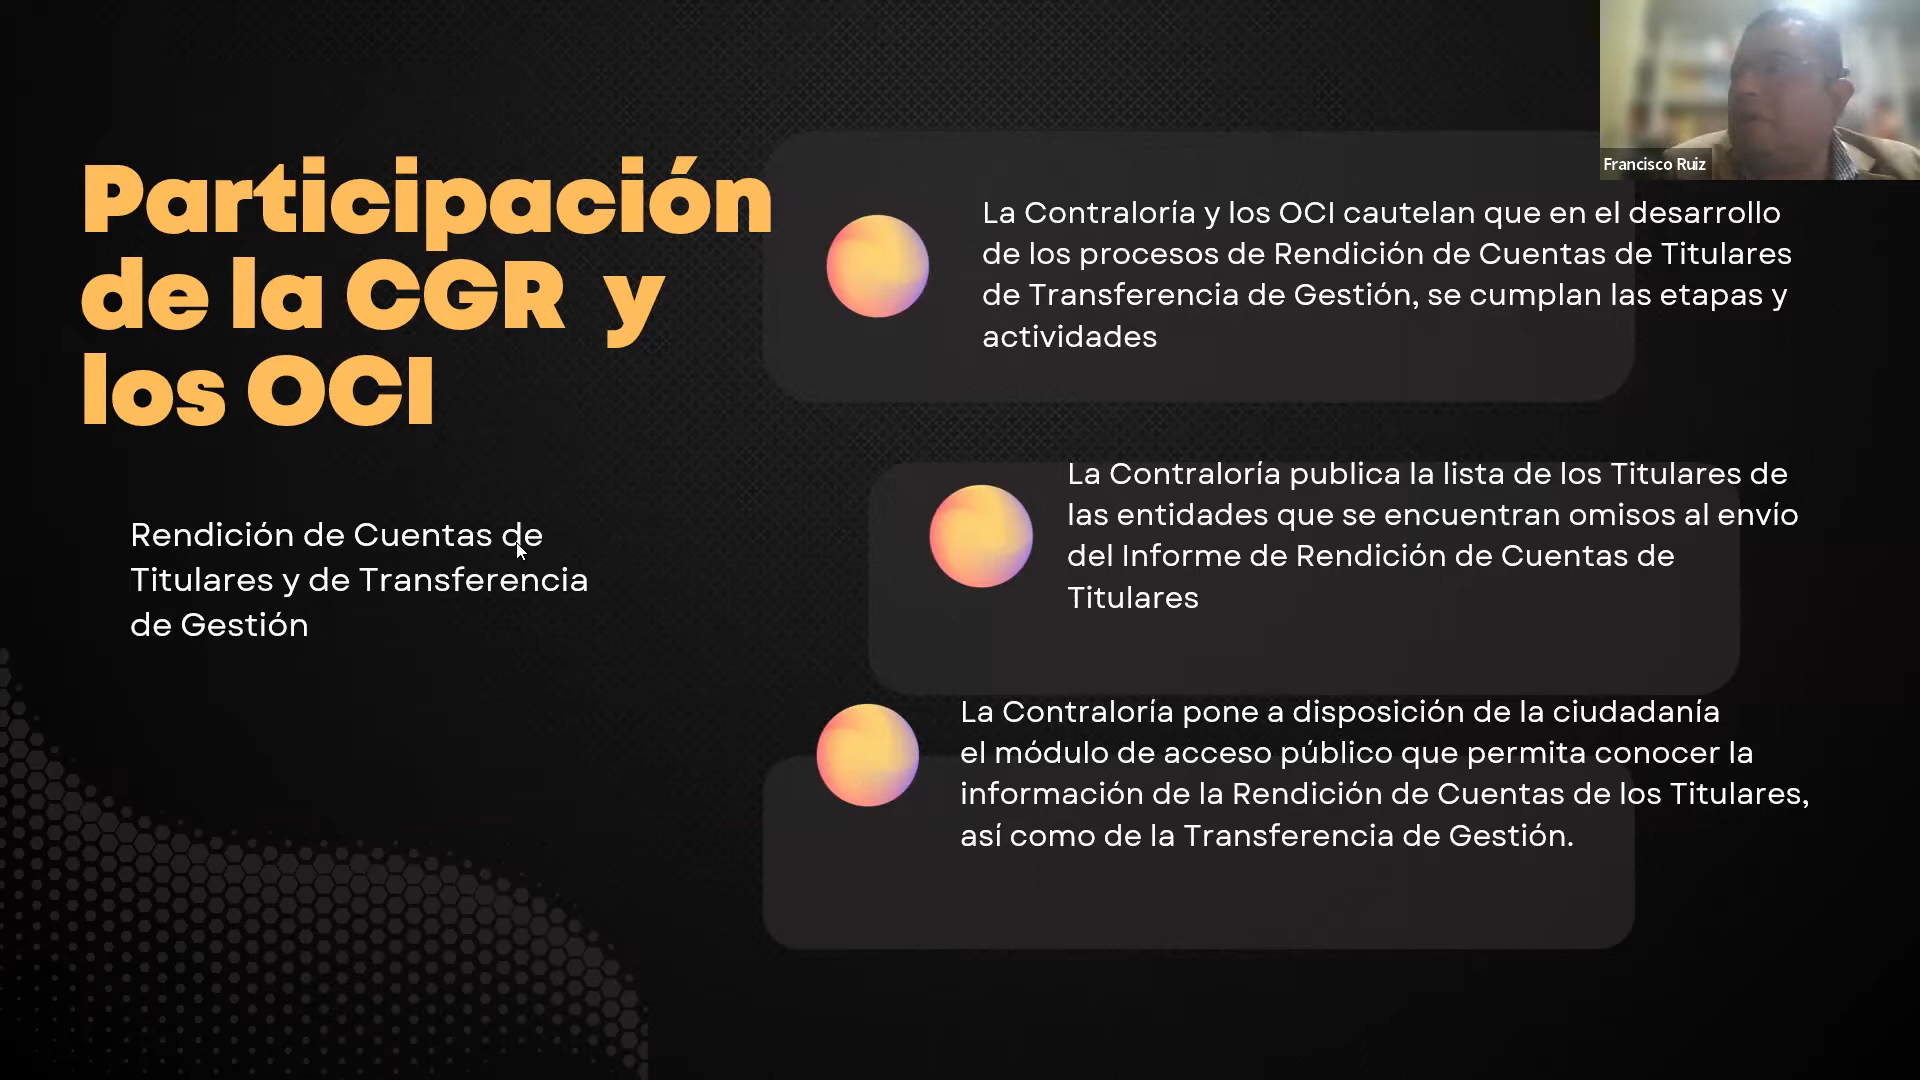 Participación
de la CGR y
los OCI
Rendición de Cuentas de
Titulares y de Transferencia
de Gestión
La Contraloría y los OCI cautelan que en el desarrollo
de los procesos de Rendición de Cuentas de Titulares
de Transferencia de Gestión, se cumplan las etapas y
actividades
La Contraloría publica la lista de los Titulares de
las entidades que se encuentran omisos al envío
del Informe de Rendición de Cuentas de
Titulares
La Contraloría pone a disposición de la ciudadanía
el módulo de acceso público que permita conocer la
información de la Rendición de Cuentas de los Titulares,
así como de la Transferencia de Gestión.
Francisco Ruiz